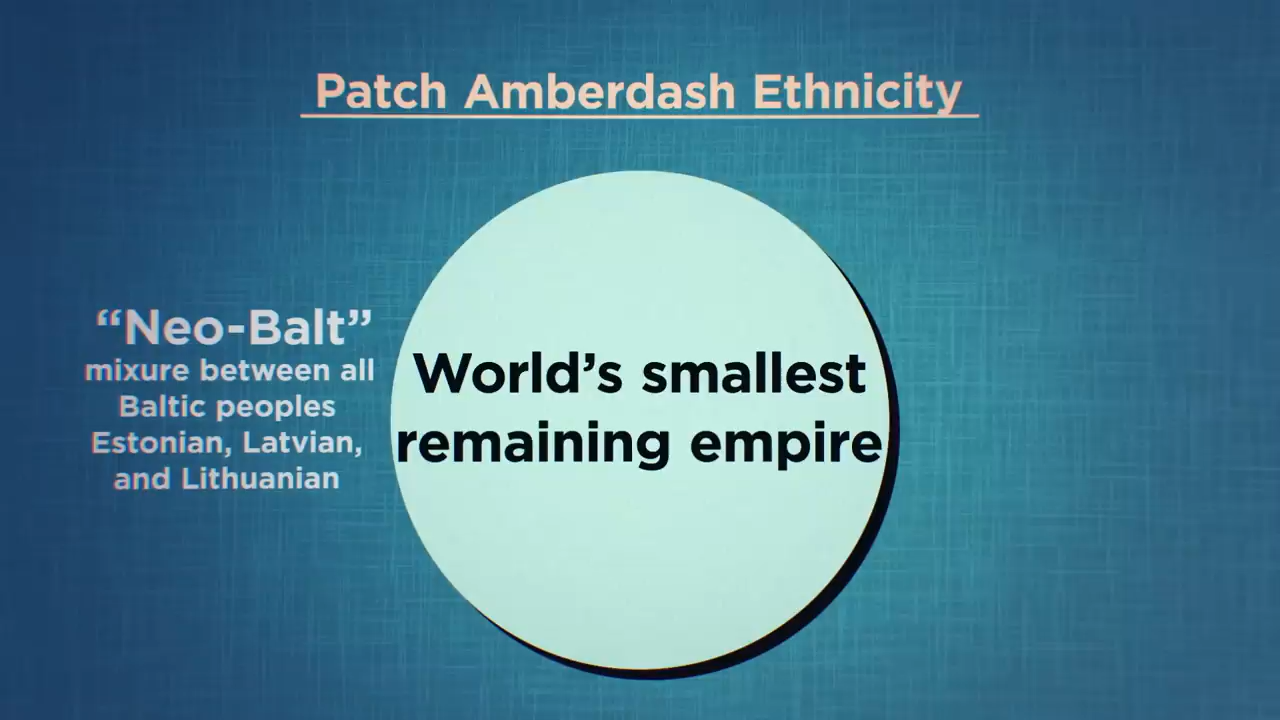 Patch Amberdash Ethnicity
“Neo-Balt”
mixure between all
Baltic peoples
Estonian, Latvian,
and Lithuanian
World’s smallest
remaining empire